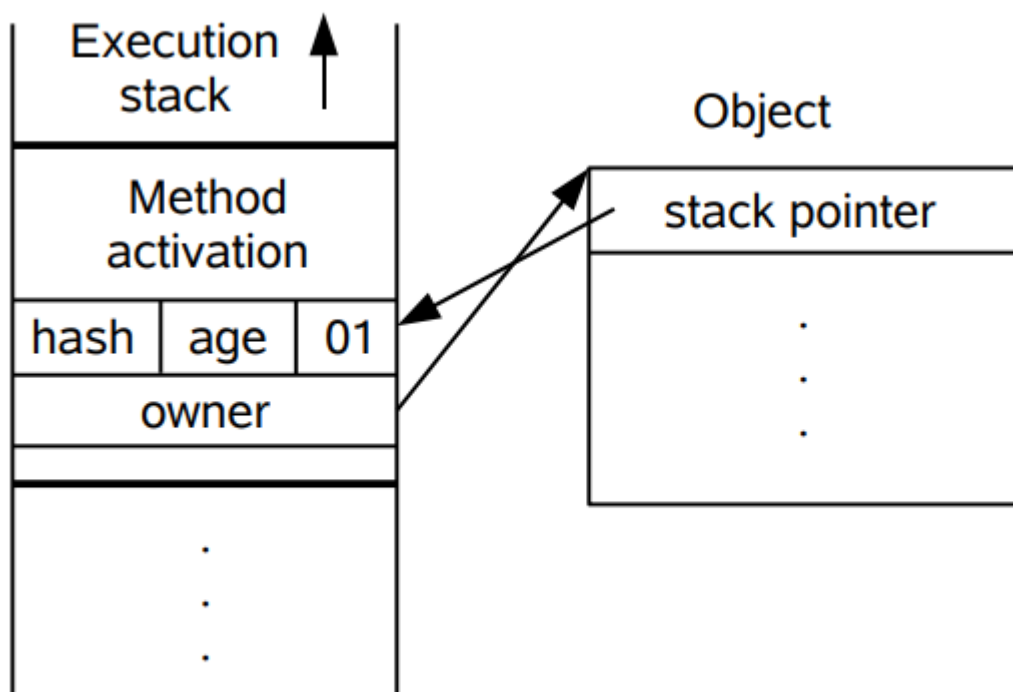 Execution
stack
Method
activation
hash age 01
owner
.
.
.
Object
stack pointer
.
.
.